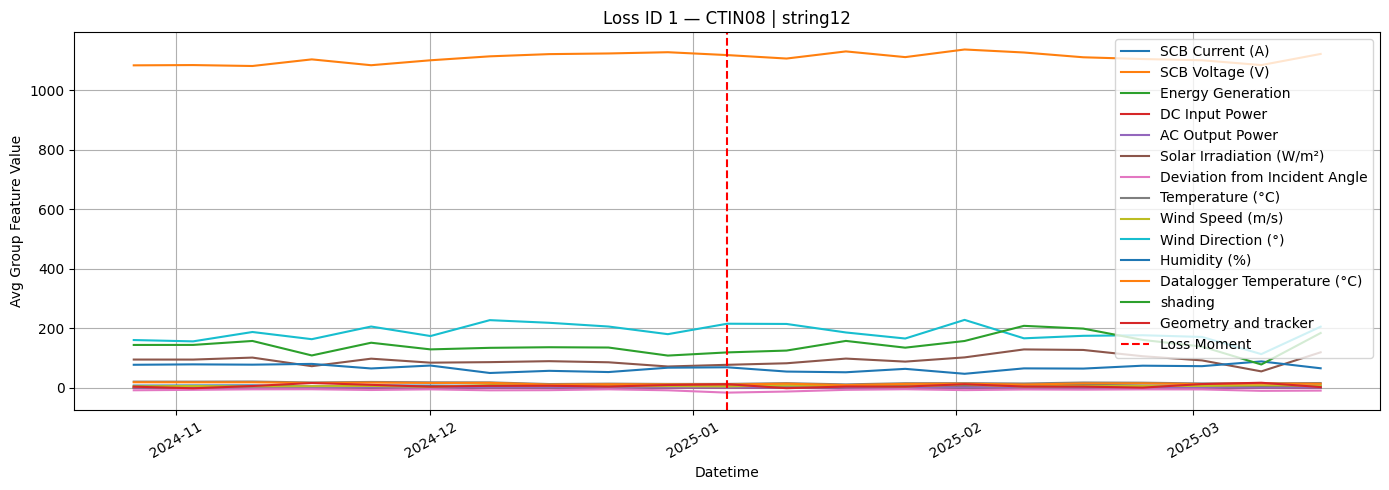 Loss ID 1 — CTIN08 | string12
Avg Group Feature Value
1000
800
600
400
200
0
SCB Current (A)
SCB Voltage (V)
Energy Generation
DC Input Power
AC Output Power
Solar Irradiation (W/m²)
Deviation from Incident Angle
Temperature (°C)
Wind Speed (m/s)
Wind Direction (°)
Humidity (%)
Datalogger Temperature (°C)
shading
Geometry and tracker
Loss Moment
2024-11
2024-12
2025-01
2025-02
2025-03
Datetime